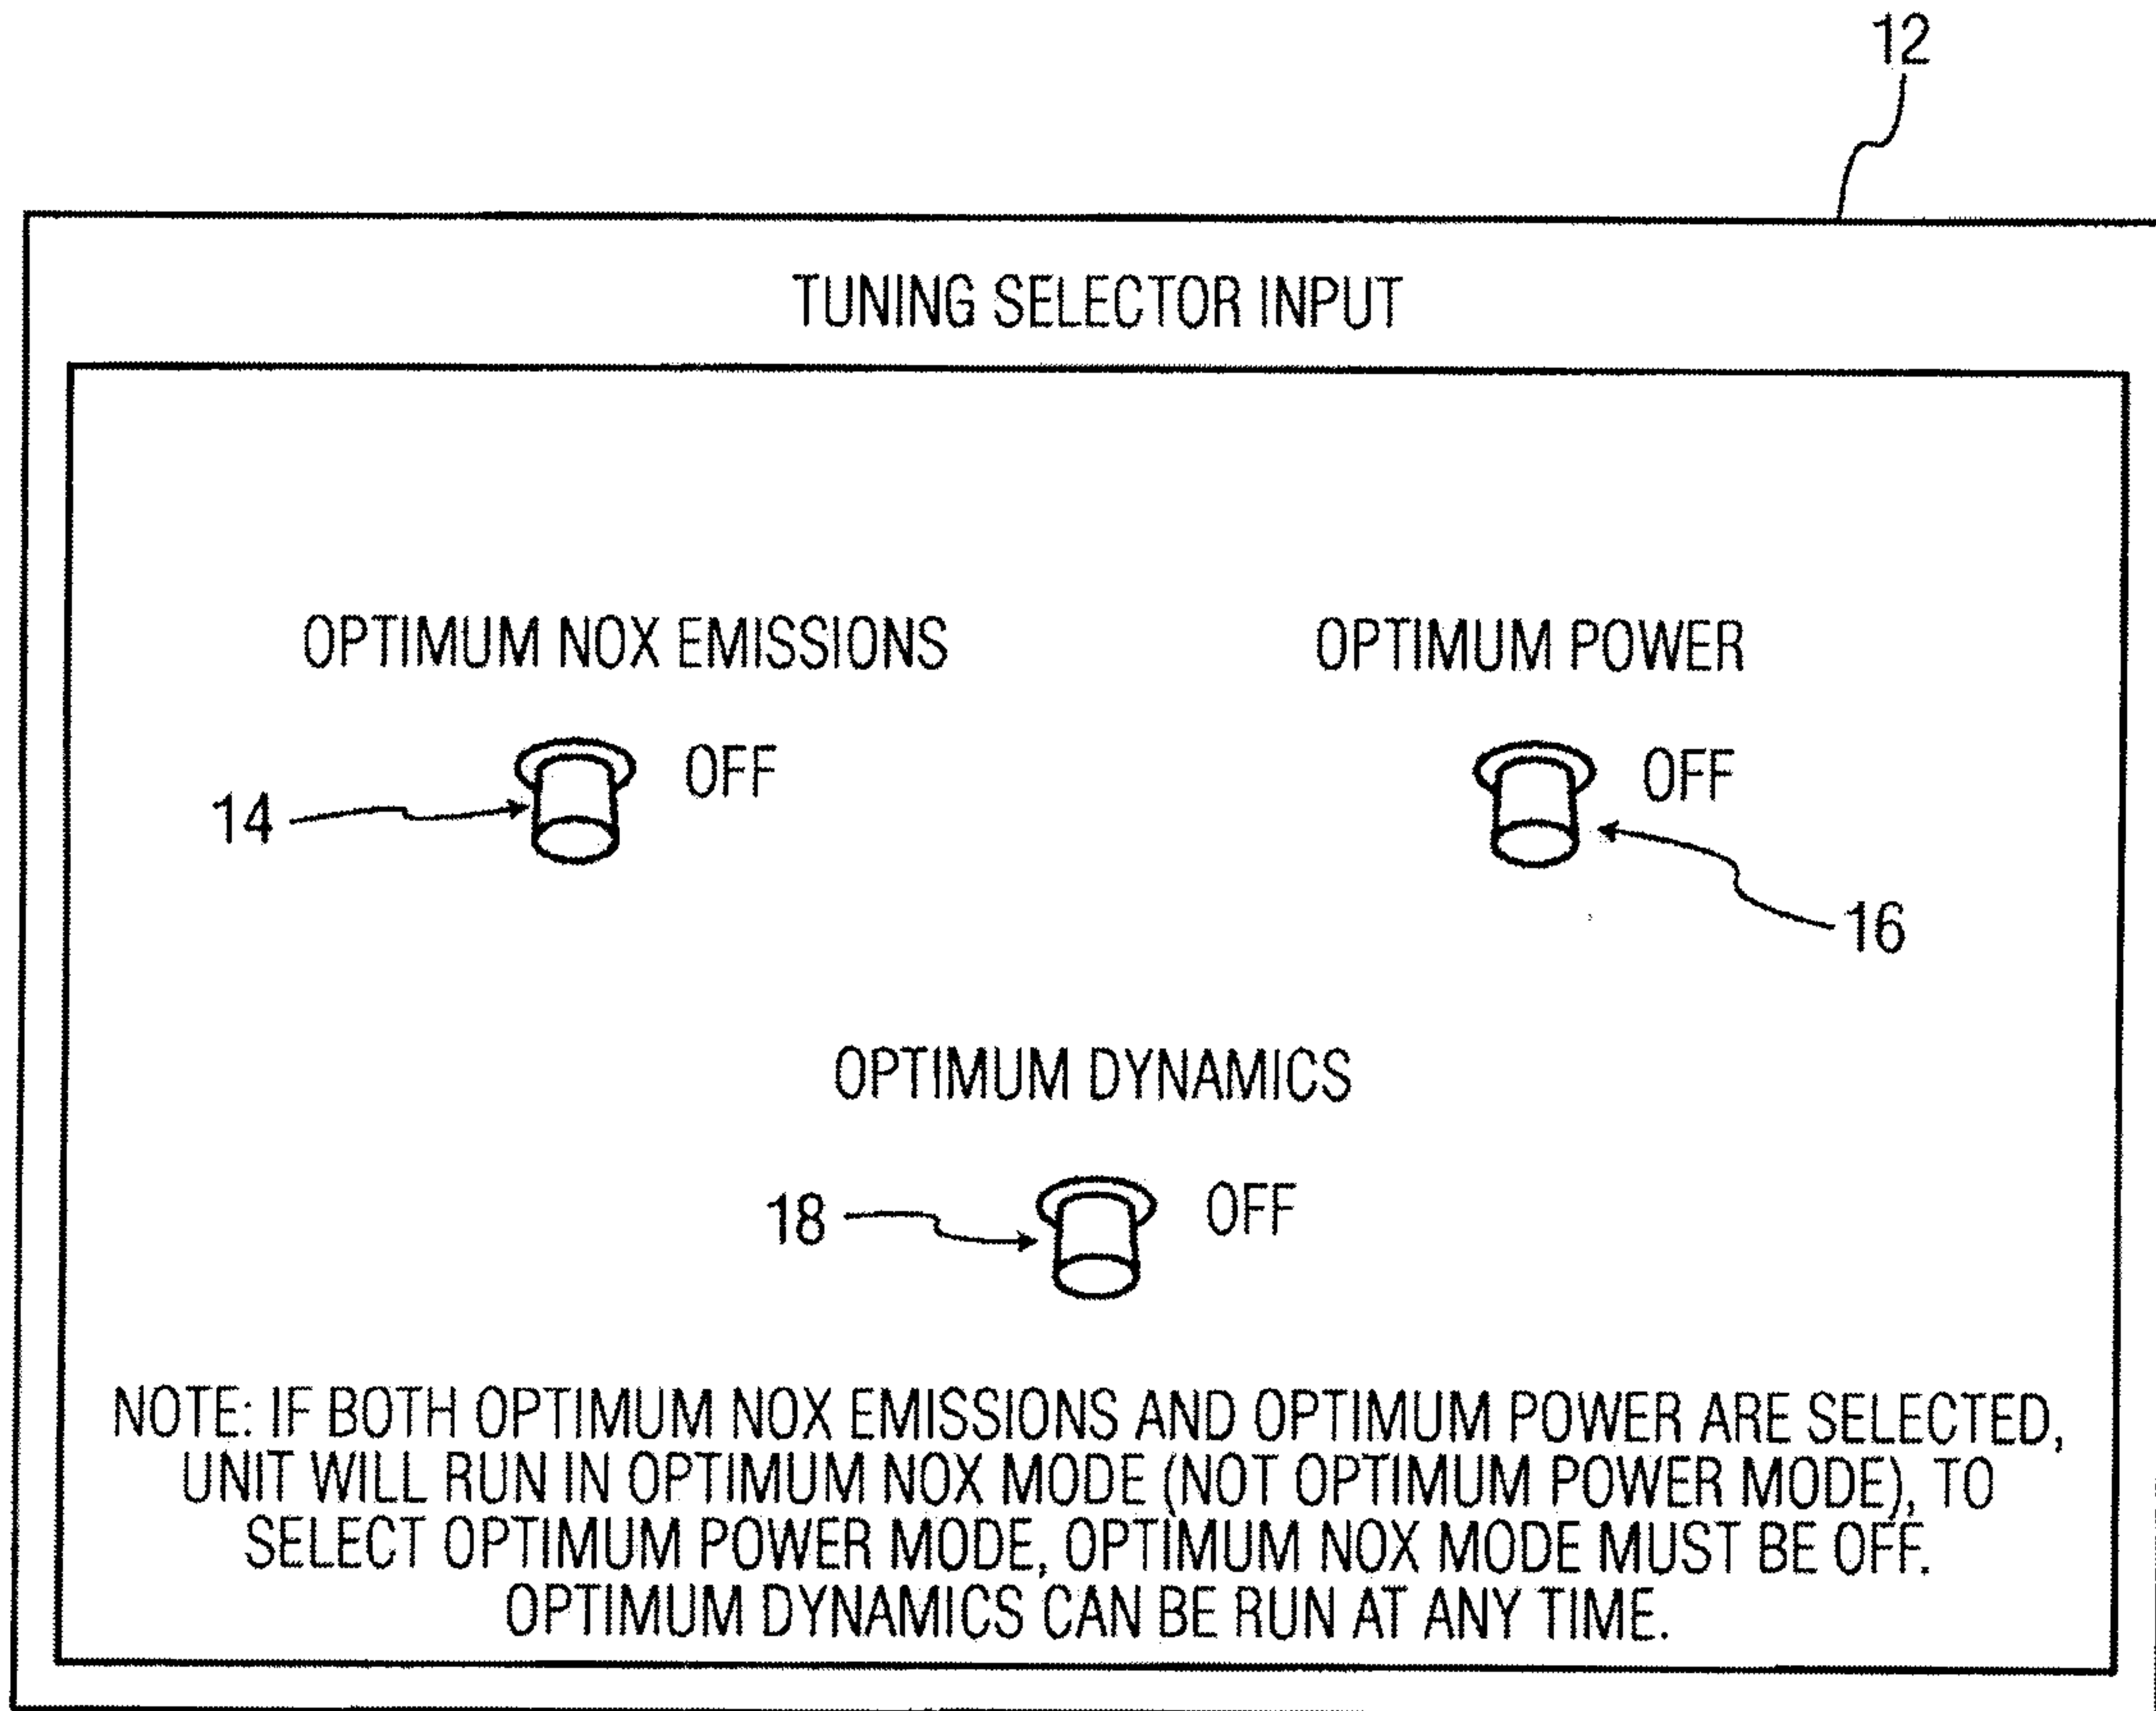 12
TUNING SELECTOR INPUT
OPTIMUM NOX EMISSIONS
OPTIMUM POWER
OFF
OFF
14
16
OPTIMUM DYNAMICS
18
OFF
NOTE: IF BOTH OPTIMUM NOX EMISSIONS AND OPTIMUM POWER ARE SELECTED,
UNIT WILL RUN IN OPTIMUM NOX MODE (NOT OPTIMUM POWER MODE), TO
SELECT OPTIMUM POWER MODE, OPTIMUM NOX MODE MUST BE OFF.
OPTIMUM DYNAMICS CAN BE RUN AT ANY TIME.